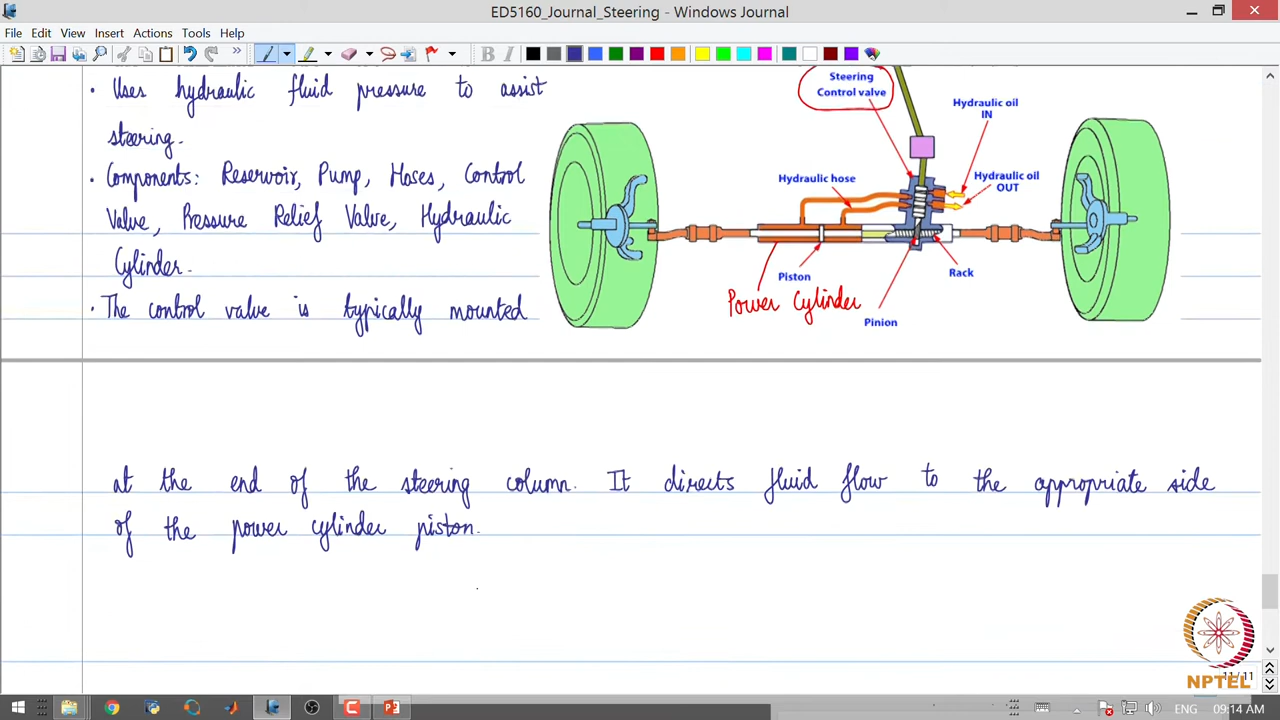 ED5160_Journal_Steering - Windows Journal
File Edit View Insert Actions Tools Help
• Uses hydraulic fluid pressure to assist
steering.
• Components: Reservoir, Pump, Hoses, Control
Valve, Pressure Relief Valve, Hydraulic
Cylinder.
• The control valve is typically mounted
Steering
Control valve
Hydraulic oil
IN
Hydraulic hose
Hydraulic oil
OUT
Piston
Rack
Power Cylinder
Pinion
at the end of the steering column. It directs fluid flow to the appropriate side
of the power cylinder piston.
NPTEL
ENG 09:14 AM